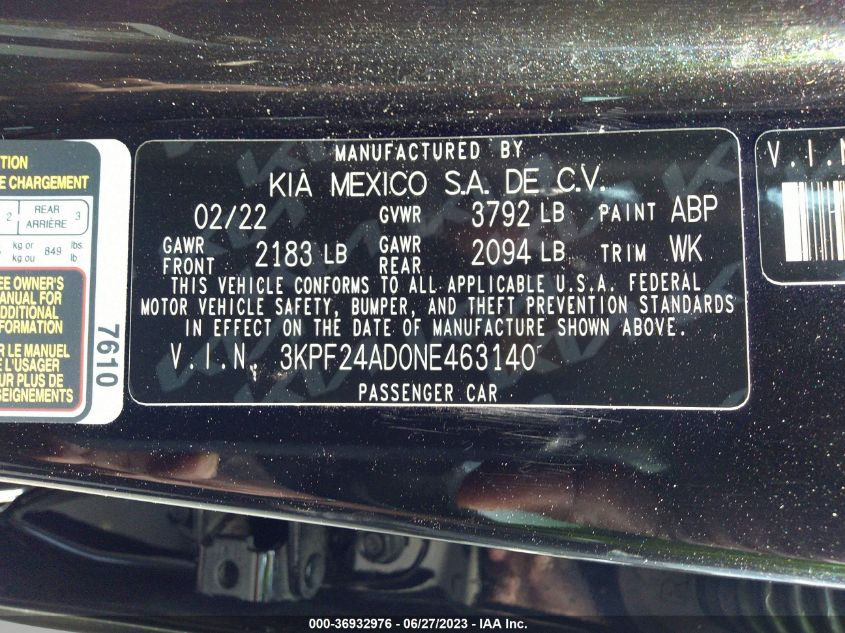 TION
E CHARGEMENT
2 REAR ARRIÈRE 3
kg or kg ou 849 lbs. lb.
EE OWNER'S
ANUAL FOR
DDITIONAL
FORMATION
R LE MANUEL
E L'USAGER
UR PLUS DE
SEIGNEMENTS
7610
MANUFACTURED BY
KIA MEXICO S.A. DE C.V.
02/22 GVWR 3792 LB PAINT ABP
GAWR FRONT 2183 LB GAWR REAR 2094 LB TRIM WK
THIS VEHICLE CONFORMS TO ALL APPLICABLE U.S.A. FEDERAL
MOTOR VEHICLE SAFETY, BUMPER, AND THEFT PREVENTION STANDARDS
IN EFFECT ON THE DATE OF MANUFACTURE SHOWN ABOVE.
V.I.N. 3KPF24AD0NE463140
PASSENGER CAR
V.I.N
000-36932976 / 06/27/2023 - IAA Inc.